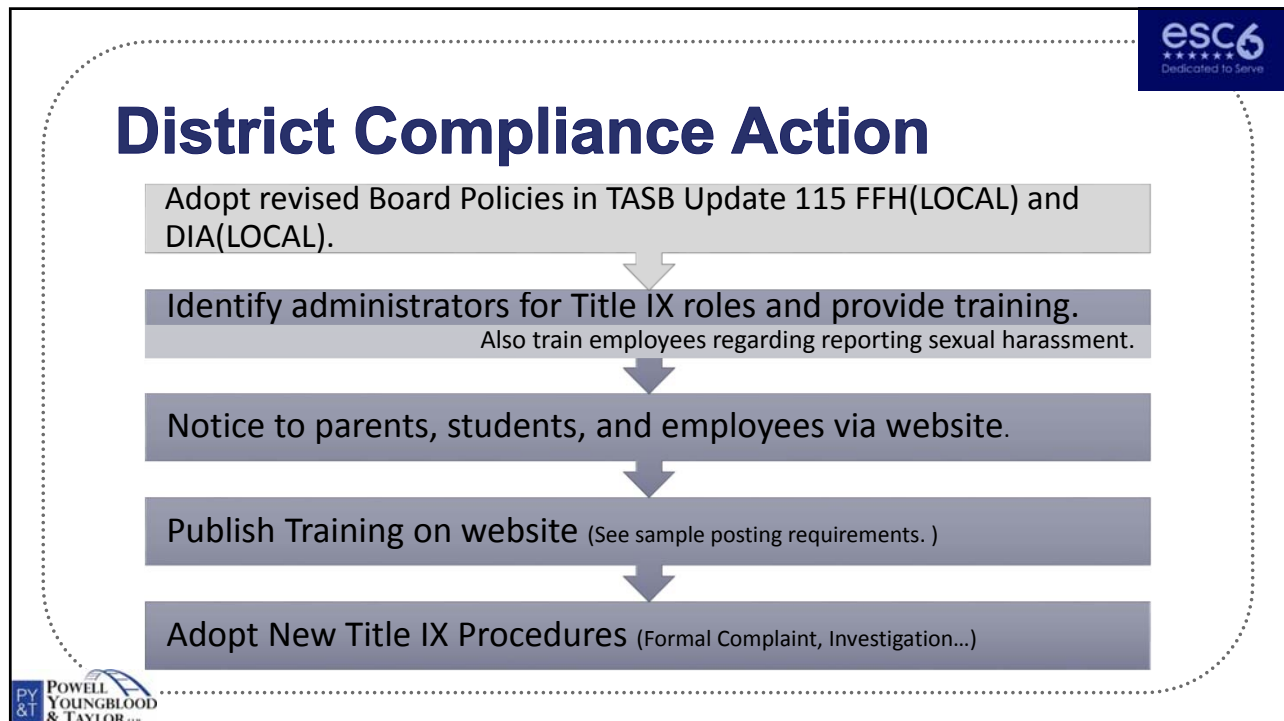 esc6
Dedicated to Serve
District Compliance Action
Adopt revised Board Policies in TASB Update 115 FFH(LOCAL) and
DIA(LOCAL).
Identify administrators for Title IX roles and provide training.
Also train employees regarding reporting sexual harassment.
Notice to parents, students, and employees via website.
Publish Training on website (See sample posting requirements. )
Adopt New Title IX Procedures (Formal Complaint, Investigation…)
PY
&T
POWELL
YOUNGBLOOD
& TAYLOR